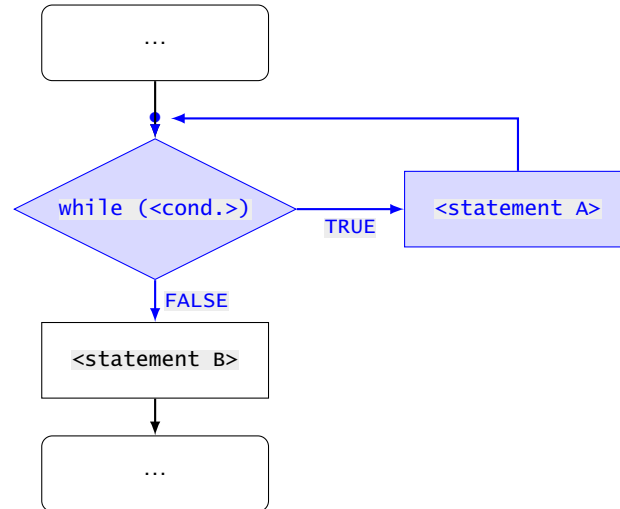 ...
while (<cond.>)
<statement A>
TRUE
FALSE
<statement B>
...